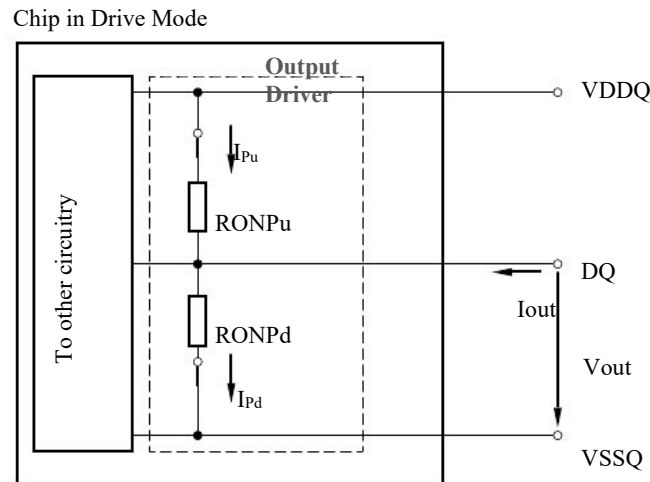 Chip in Drive Mode
Output
Driver
VDDQ
IPu
To other circuitry
RONPu
DQ
Iout
RONPd
Vout
IPd
VSSQ